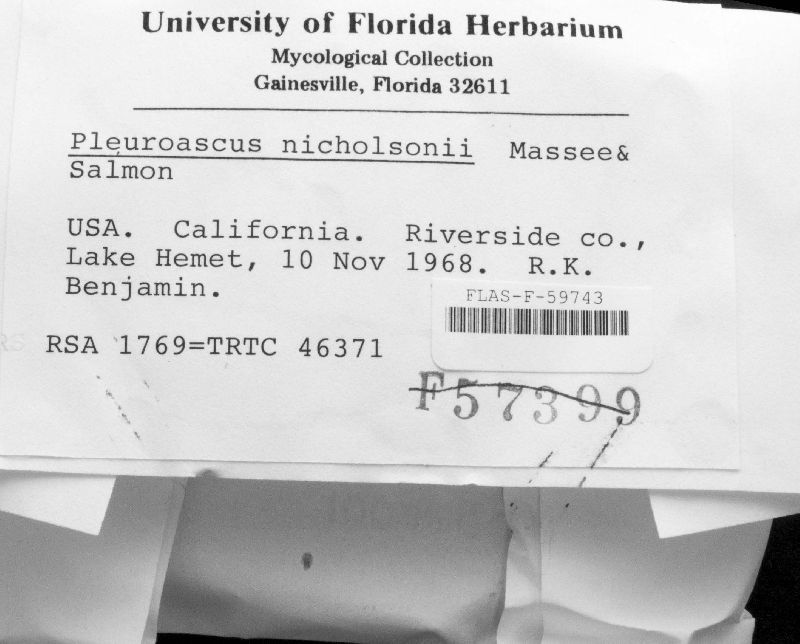 University of Florida Herbarium
Mycological Collection
Gainesville, Florida 32611
Pleuroascus nicholsonii Massee&
Salmon
USA. California. Riverside co.,
Lake Hemet, 10 Nov 1968. R.K.
Benjamin.
FLAS-F-59743
RSA 1769=TRTC 46371
F57399